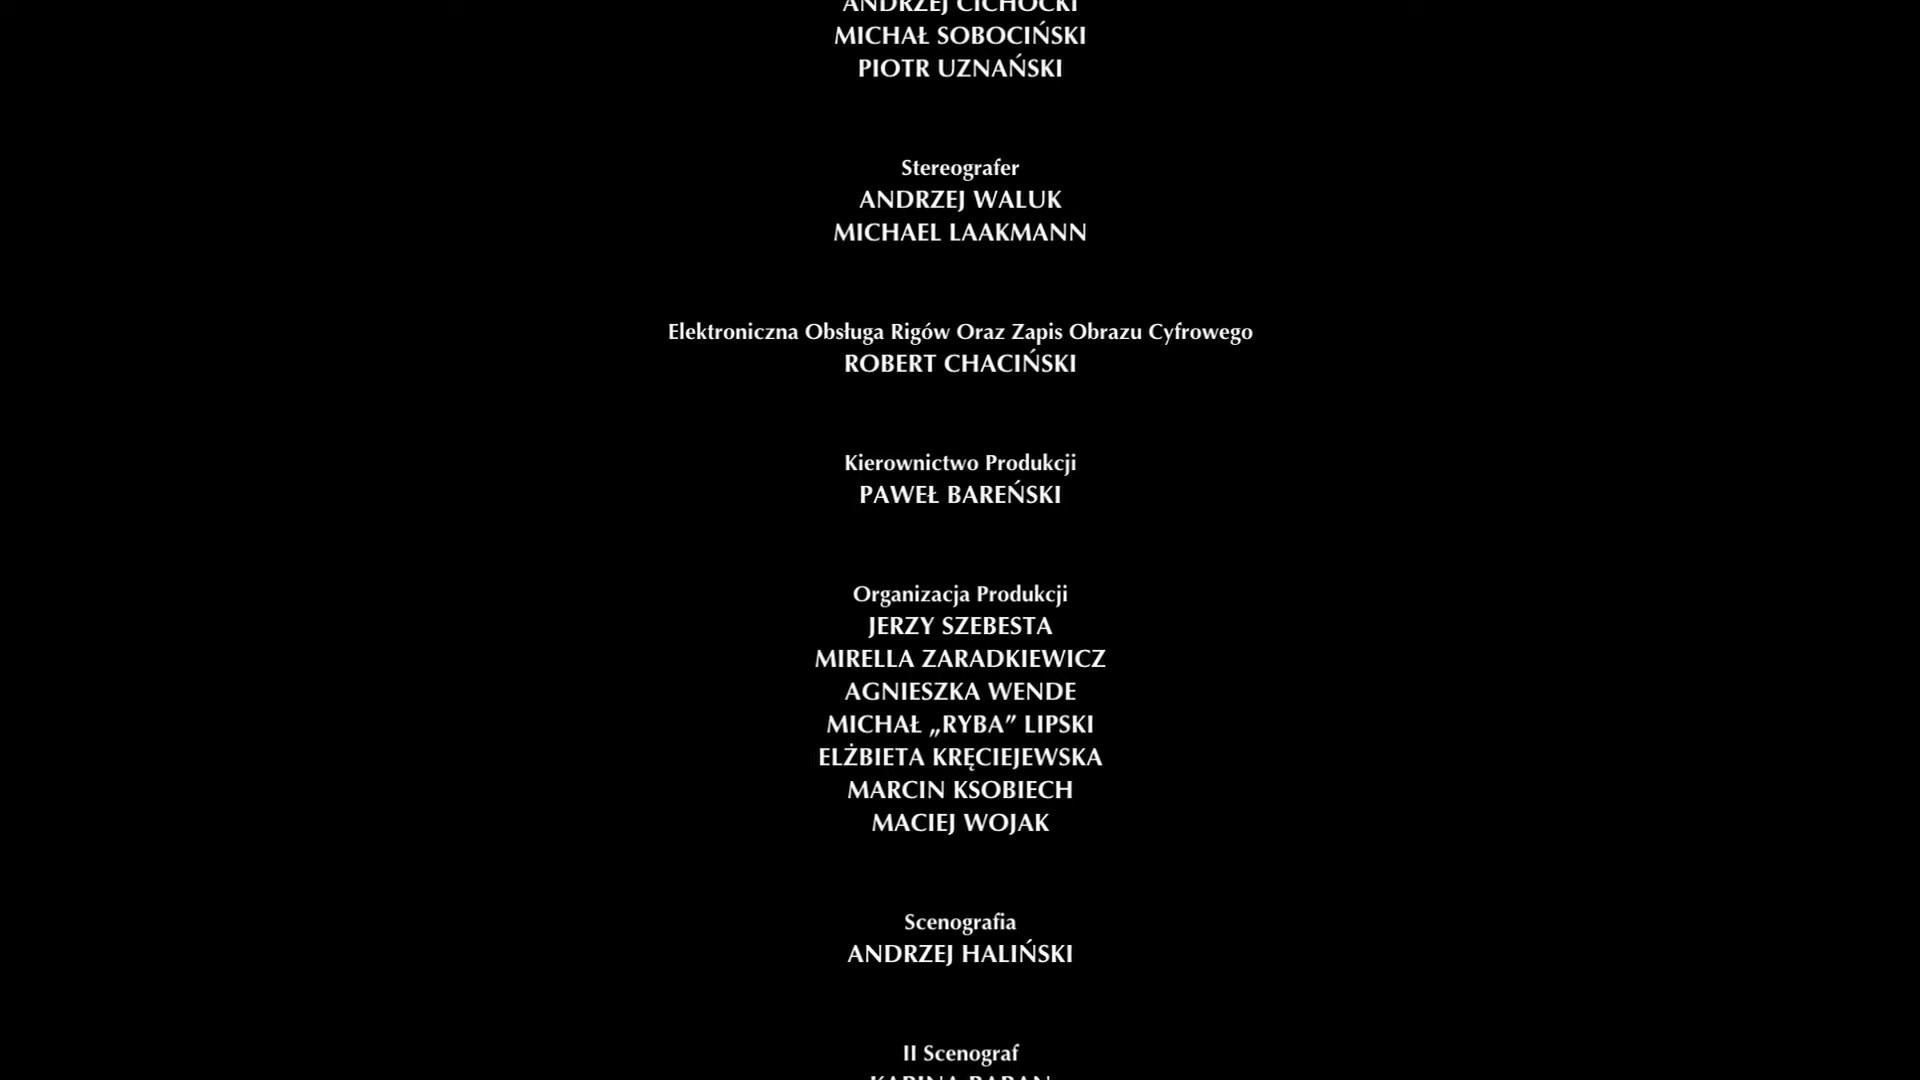 ANDRZEJ CICHOCKI
MICHAŁ SOBOCIŃSKI
PIOTR UZNAŃSKI
Stereografer
ANDRZEJ WALUK
MICHAEL LAAKMANN
Elektroniczna Obsługa Rigów Oraz Zapis Obrazu Cyfrowego
ROBERT CHACIŃSKI
Kierownictwo Produkcji
PAWEŁ BAREŃSKI
Organizacja Produkcji
JERZY SZEBESTA
MIRELLA ZARADKIEWICZ
AGNIESZKA WENDE
MICHAŁ „RYBA” LIPSKI
ELŻBIETA KRĘCIEJEWSKA
MARCIN KSOBIECH
MACIEJ WOJAK
Scenografia
ANDRZEJ HALIŃSKI
II Scenograf